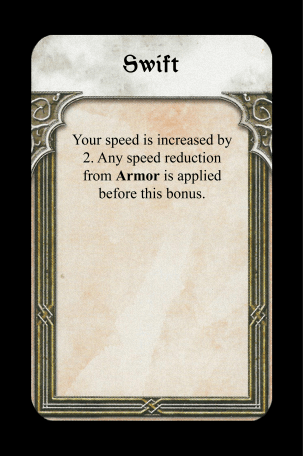 Swift
Your speed is increased by
2. Any speed reduction
from Armor is applied
before this bonus.